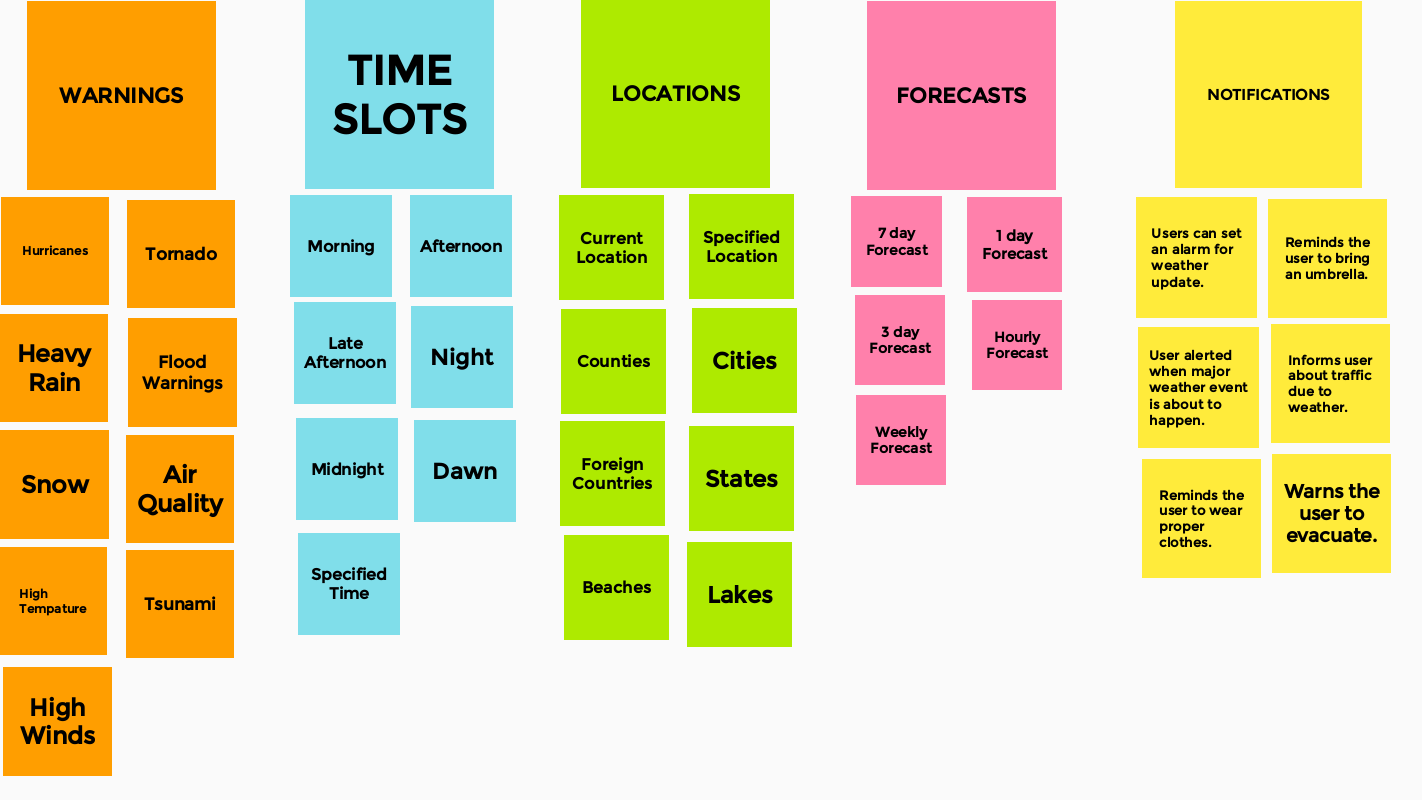 WARNINGS
Hurricanes
Tornado
Heavy
Rain
Flood
Warnings
Snow
Air
Quality
High
Tempature
Tsunami
High
Winds
TIME
SLOTS
Morning
Afternoon
Late
Afternoon
Night
Midnight
Dawn
Specified
Time
LOCATIONS
Current
Location
Specified
Location
Counties
Cities
Foreign
Countries
States
Beaches
Lakes
FORECASTS
7 day
Forecast
1 day
Forecast
3 day
Forecast
Hourly
Forecast
Weekly
Forecast
NOTIFICATIONS
Users can set
an alarm for
weather
update.
Reminds the
user to bring
an umbrella.
User alerted
when major
weather event
is about to
happen.
Informs user
about traffic
due to
weather.
Reminds the
user to wear
proper
clothes.
Warns the
user to
evacuate.